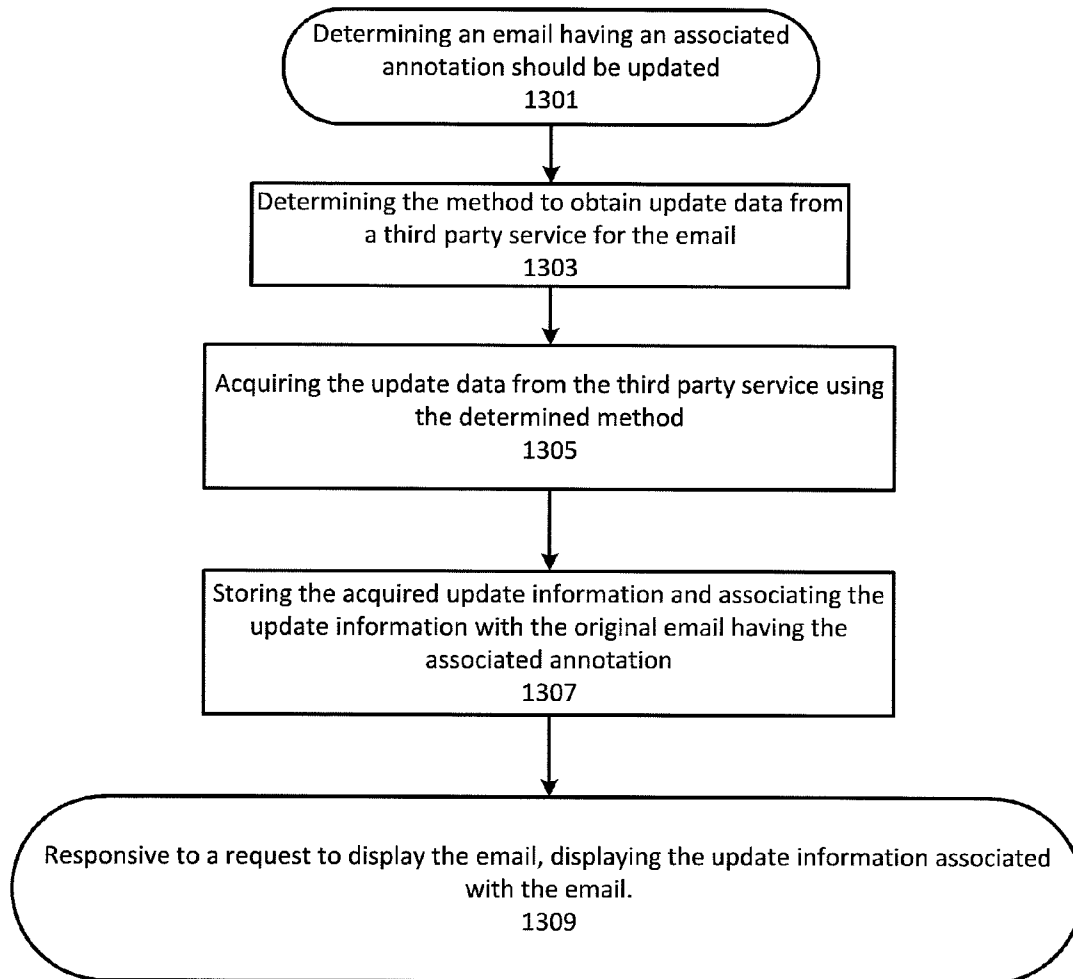 Determining an email having an associated
annotation should be updated
1301
Determining the method to obtain update data from
a third party service for the email
1303
Acquiring the update data from the third party service using
the determined method
1305
Storing the acquired update information and associating the
update information with the original email having the
associated annotation
1307
Responsive to a request to display the email, displaying the update information associated
with the email.
1309